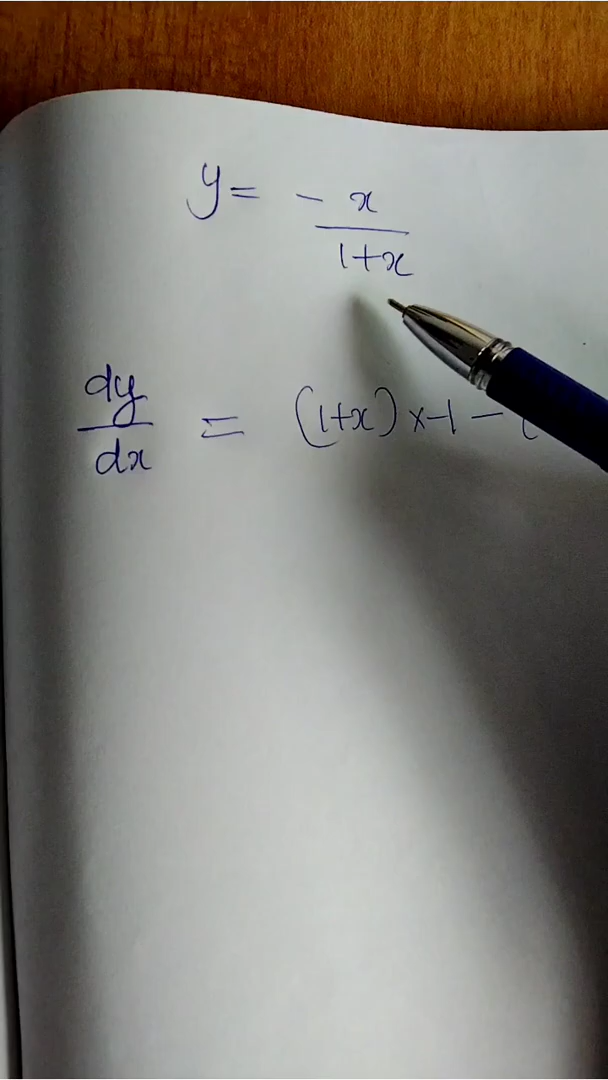 y = - x
1+x
dy
dx = (1+x) x -1 - (